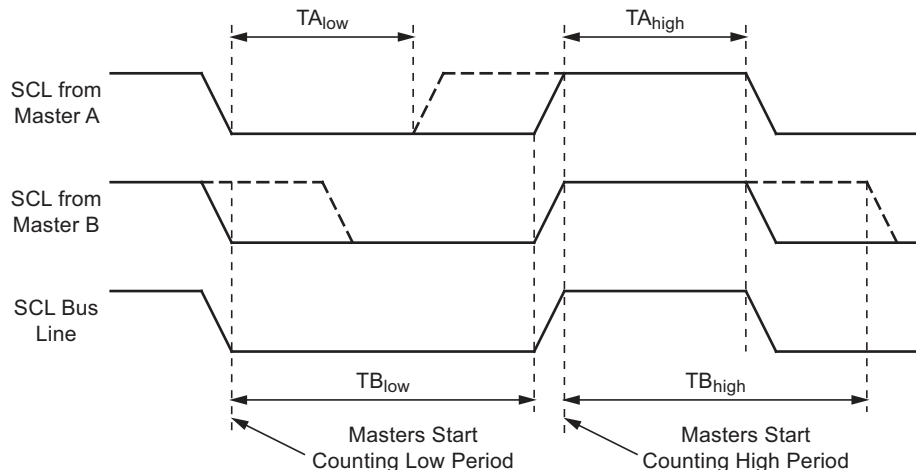 TAlow
TAhigh
SCL from
Master A
SCL from
Master B
SCL Bus
Line
TBlow
TBhigh
Masters Start
Counting Low Period
Masters Start
Counting High Period